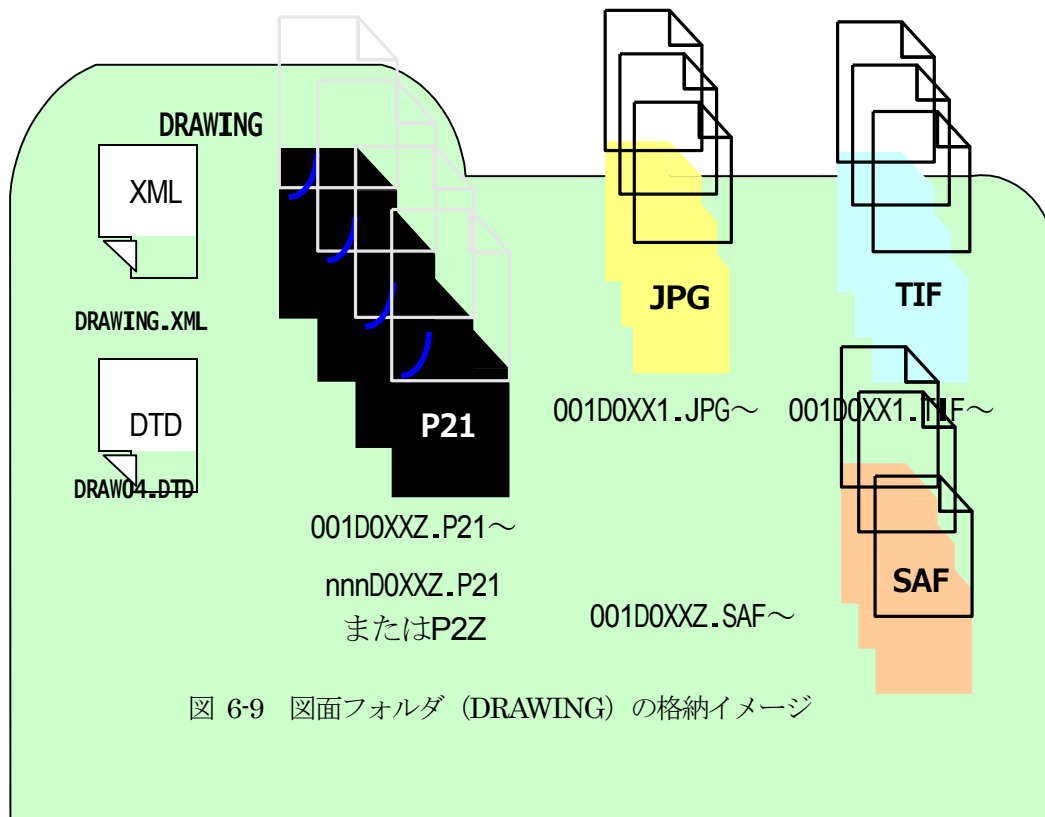 DRAWING
XML
DRAWING.XML
DTD
DRAW04.DTD
P21
001D0XXZ.P21～
nnnD0XXZ.P21
またはP2Z
JPG
001D0XX1.JPG～
TIF
001D0XX1.TIF～
SAF
001D0XXZ.SAF～
図 6-9 図面フォルダ（DRAWING）の格納イメージ